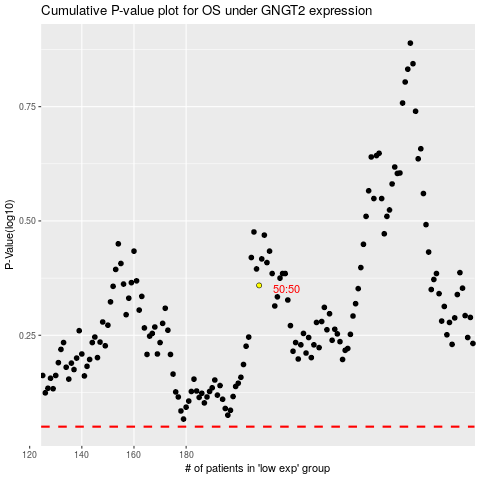 Cumulative P-value plot for OS under GNGT2 expression
P-Value(log10)
0.75
0.50
0.25
50:50
120 140 160 180
# of patients in 'low exp' group